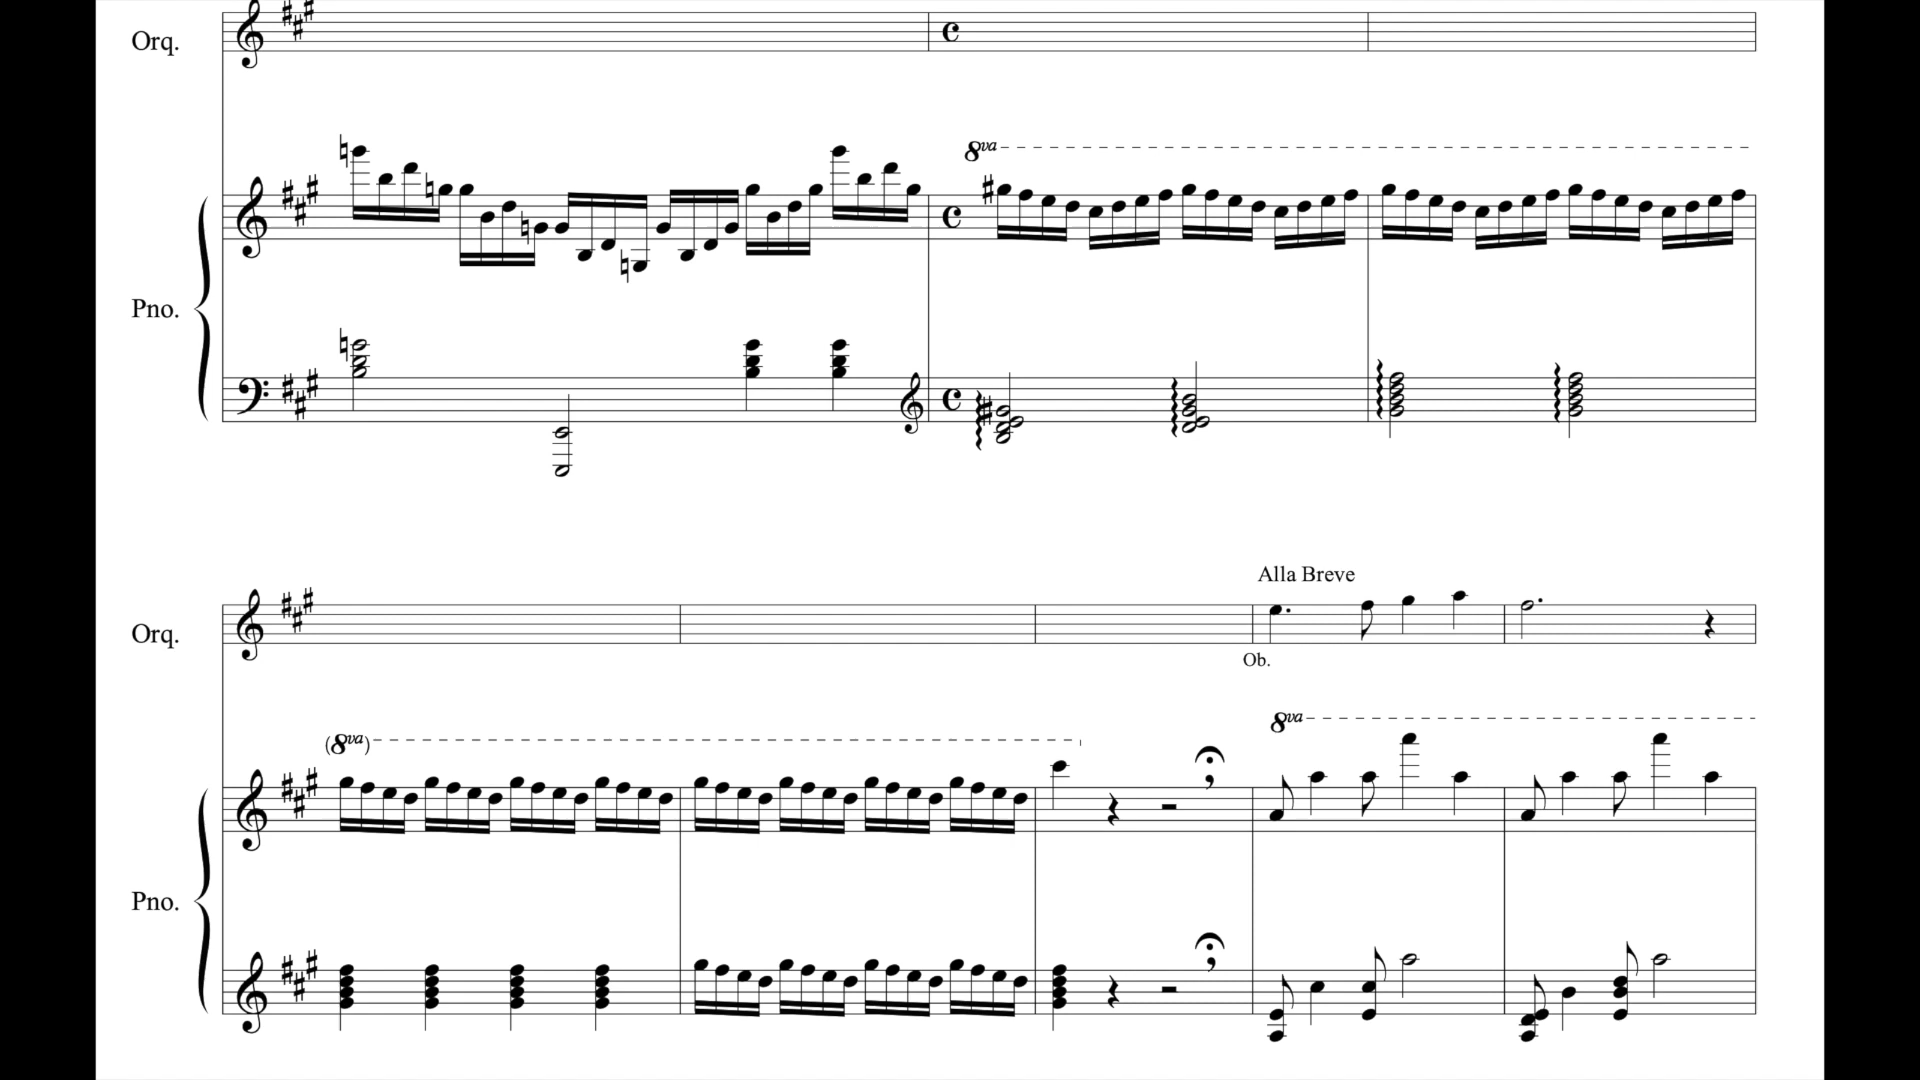 Orq.
8va
Pno.
Alla Breve
Orq.
Ob.
8va
(8va)
Pno.